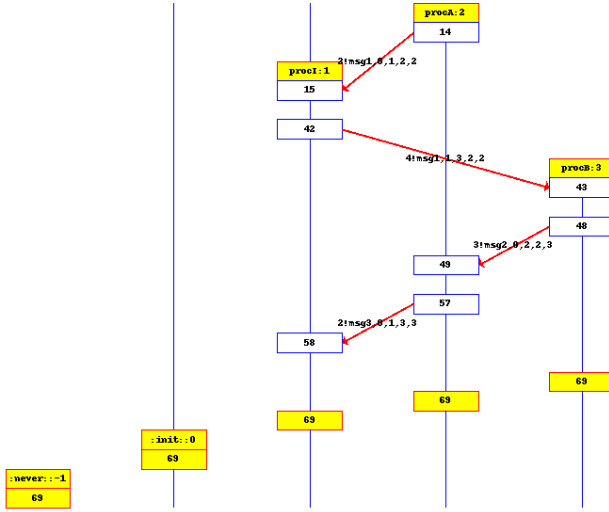 procA:2
14
2!msg1,0,1,2,2
procI:1
15
42
4!msg1,1,3,2,2
procB:3
43
48
3!msg2,0,2,2,3
49
57
2!msg3,0,1,3,3
58
69
69
69
:init::0
69
:never::-1
69